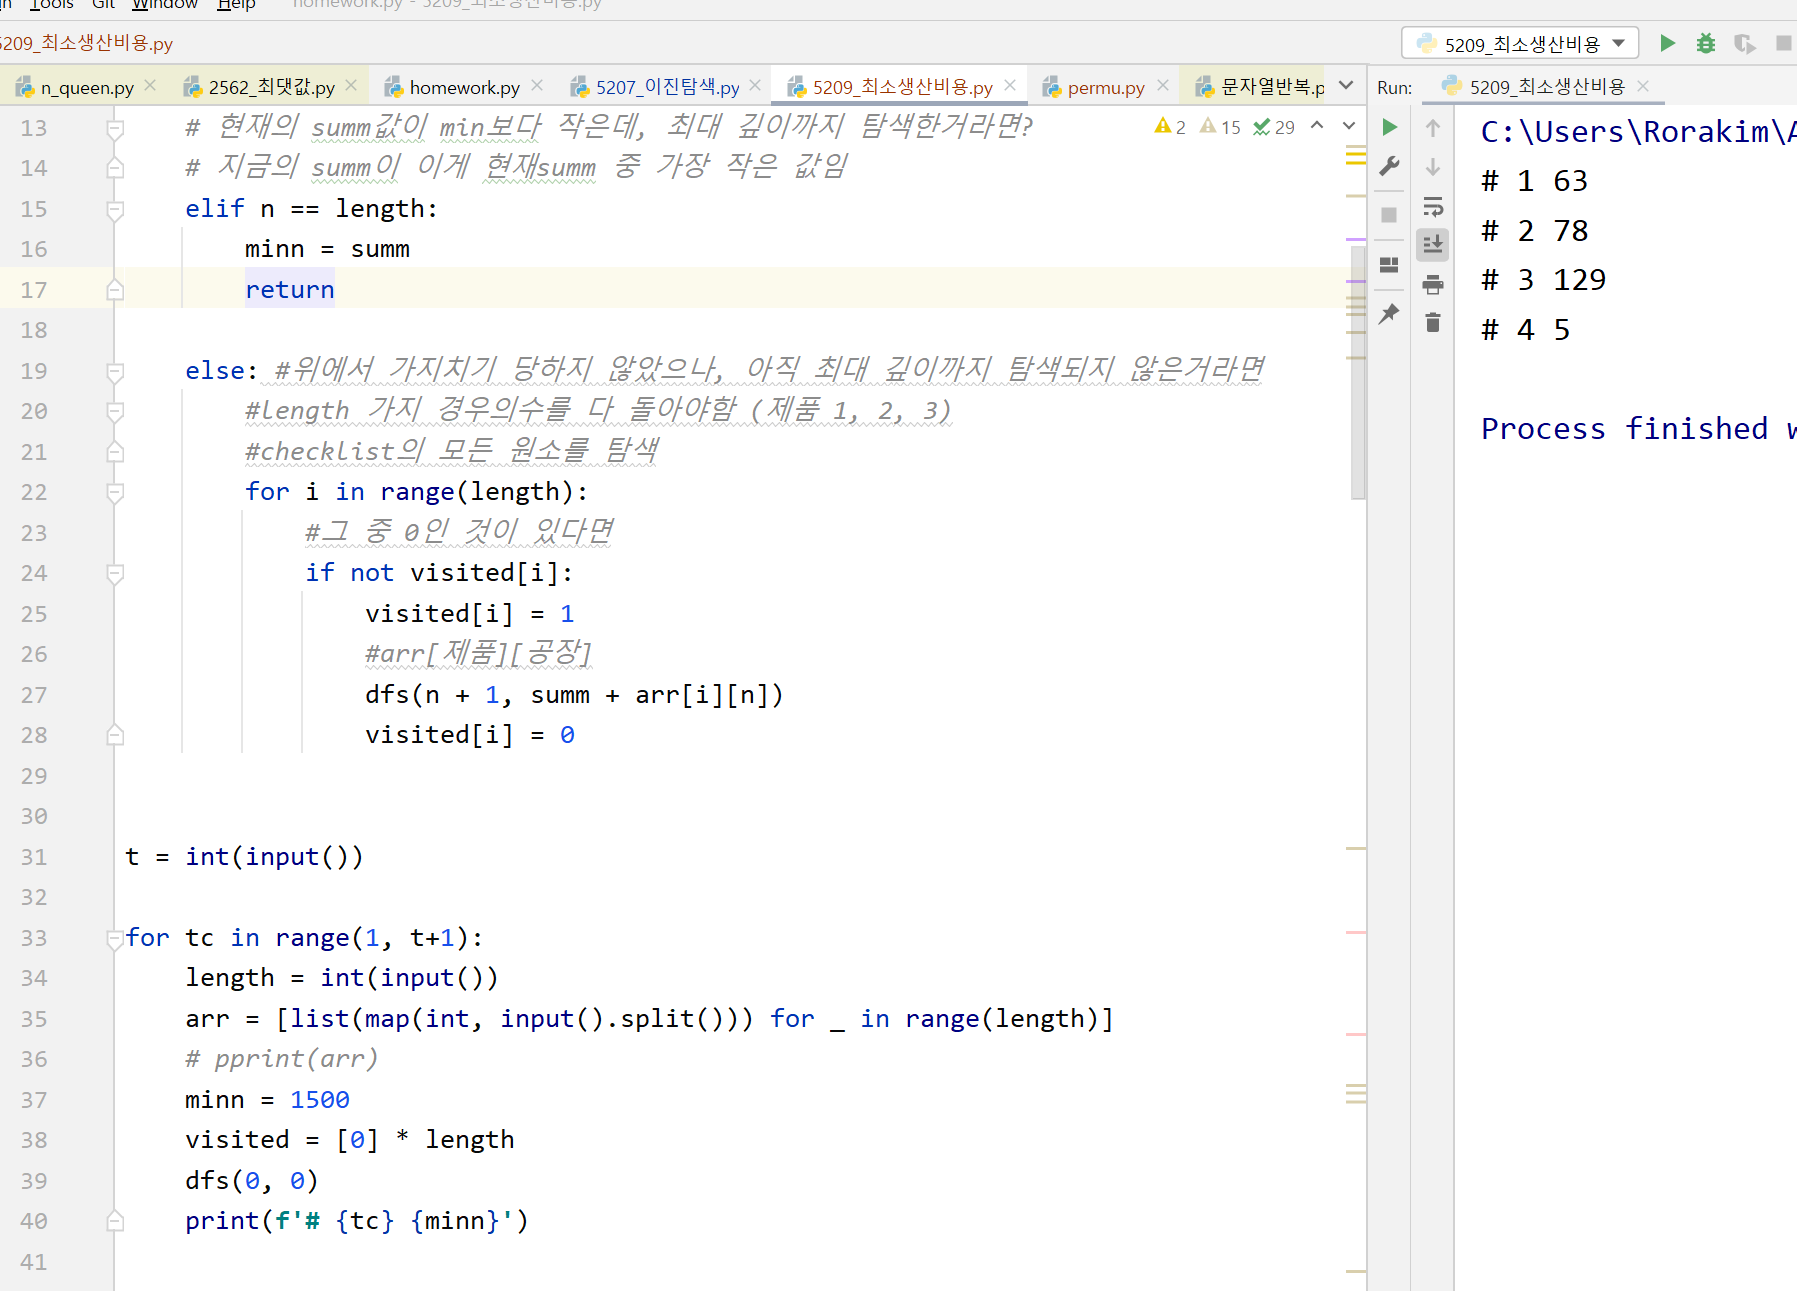 Tools Git Window Help homework.py - 5209_최소생산비용.py
5209_최소생산비용.py
5209_최소생산비용
n_queen.py
2562_최댓값.py
homework.py
5207_이진탐색.py
5209_최소생산비용.py
permu.py
문자열반복.p
Run: 5209_최소생산비용
2 15 29
13 # 현재의 summ값이 min보다 작은데, 최대 깊이까지 탐색한거라면?
14 # 지금의 summ이 이게 현재summ 중 가장 작은 값임
15 elif n == length:
16 minn = summ
17 return
18
19 else: #위에서 가지치기 당하지 않았으나, 아직 최대 깊이까지 탐색되지 않은거라면
20 #length 가지 경우의수를 다 돌아야함 (제품 1, 2, 3)
21 #checklist의 모든 원소를 탐색
22 for i in range(length):
23 #그 중 0인 것이 있다면
24 if not visited[i]:
25 visited[i] = 1
26 #arr[제품][공장]
27 dfs(n + 1, summ + arr[i][n])
28 visited[i] = 0
29
30
31 t = int(input())
32
33 for tc in range(1, t+1):
34 length = int(input())
35 arr = [list(map(int, input().split())) for _ in range(length)]
36 # pprint(arr)
37 minn = 1500
38 visited = [0] * length
39 dfs(0, 0)
40 print(f'# {tc} {minn}')
41
C:\Users\Rorakim\A
# 1 63
# 2 78
# 3 129
# 4 5
Process finished w